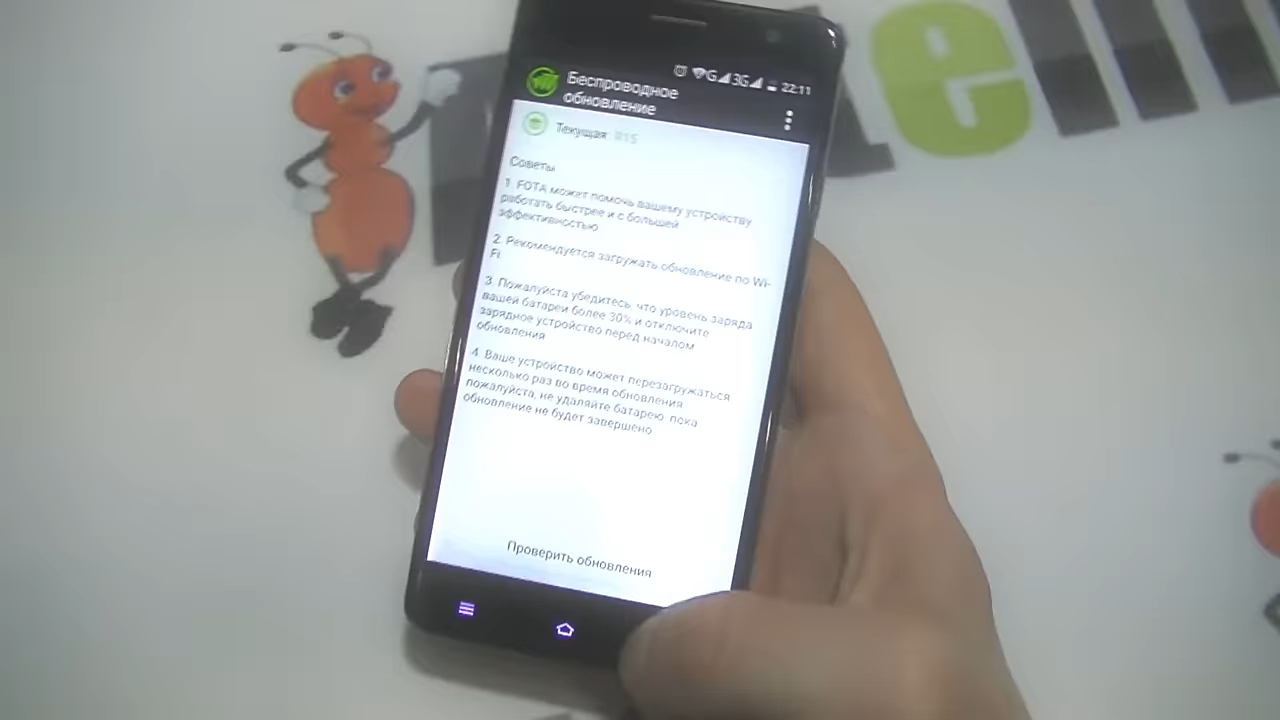 G 3G 22:11
Беспроводное
обновление
Текущая R15
Советы
1. FOTA может помочь вашему устройству
работать быстрее и с большей
эффективностью
2. Рекомендуется загружать обновление по Wi-
Fi
3. Пожалуйста убедитесь, что уровень заряда
вашей батареи более 30% и отключите
зарядное устройство перед началом
обновления
4. Ваше устройство может перезагружаться
несколько раз во время обновления
пожалуйста, не удаляйте батарею, пока
обновление не будет завершено
Проверить обновления